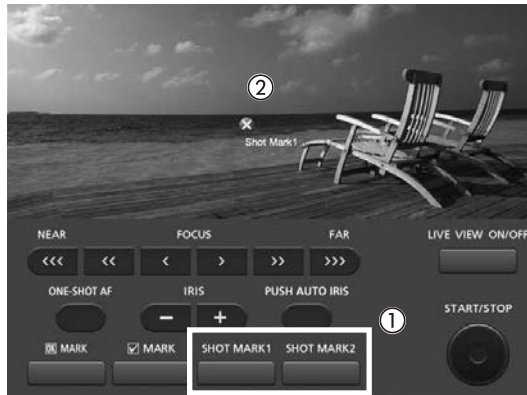 ②
Shot Mark1
NEAR FOCUS FAR LIVE VIEW ON/OFF
‹‹‹ ‹‹ ‹ › ›› ›››
ONE-SHOT AF IRIS PUSH AUTO IRIS
− + ① START/STOP
OK MARK ☑ MARK SHOT MARK1 SHOT MARK2